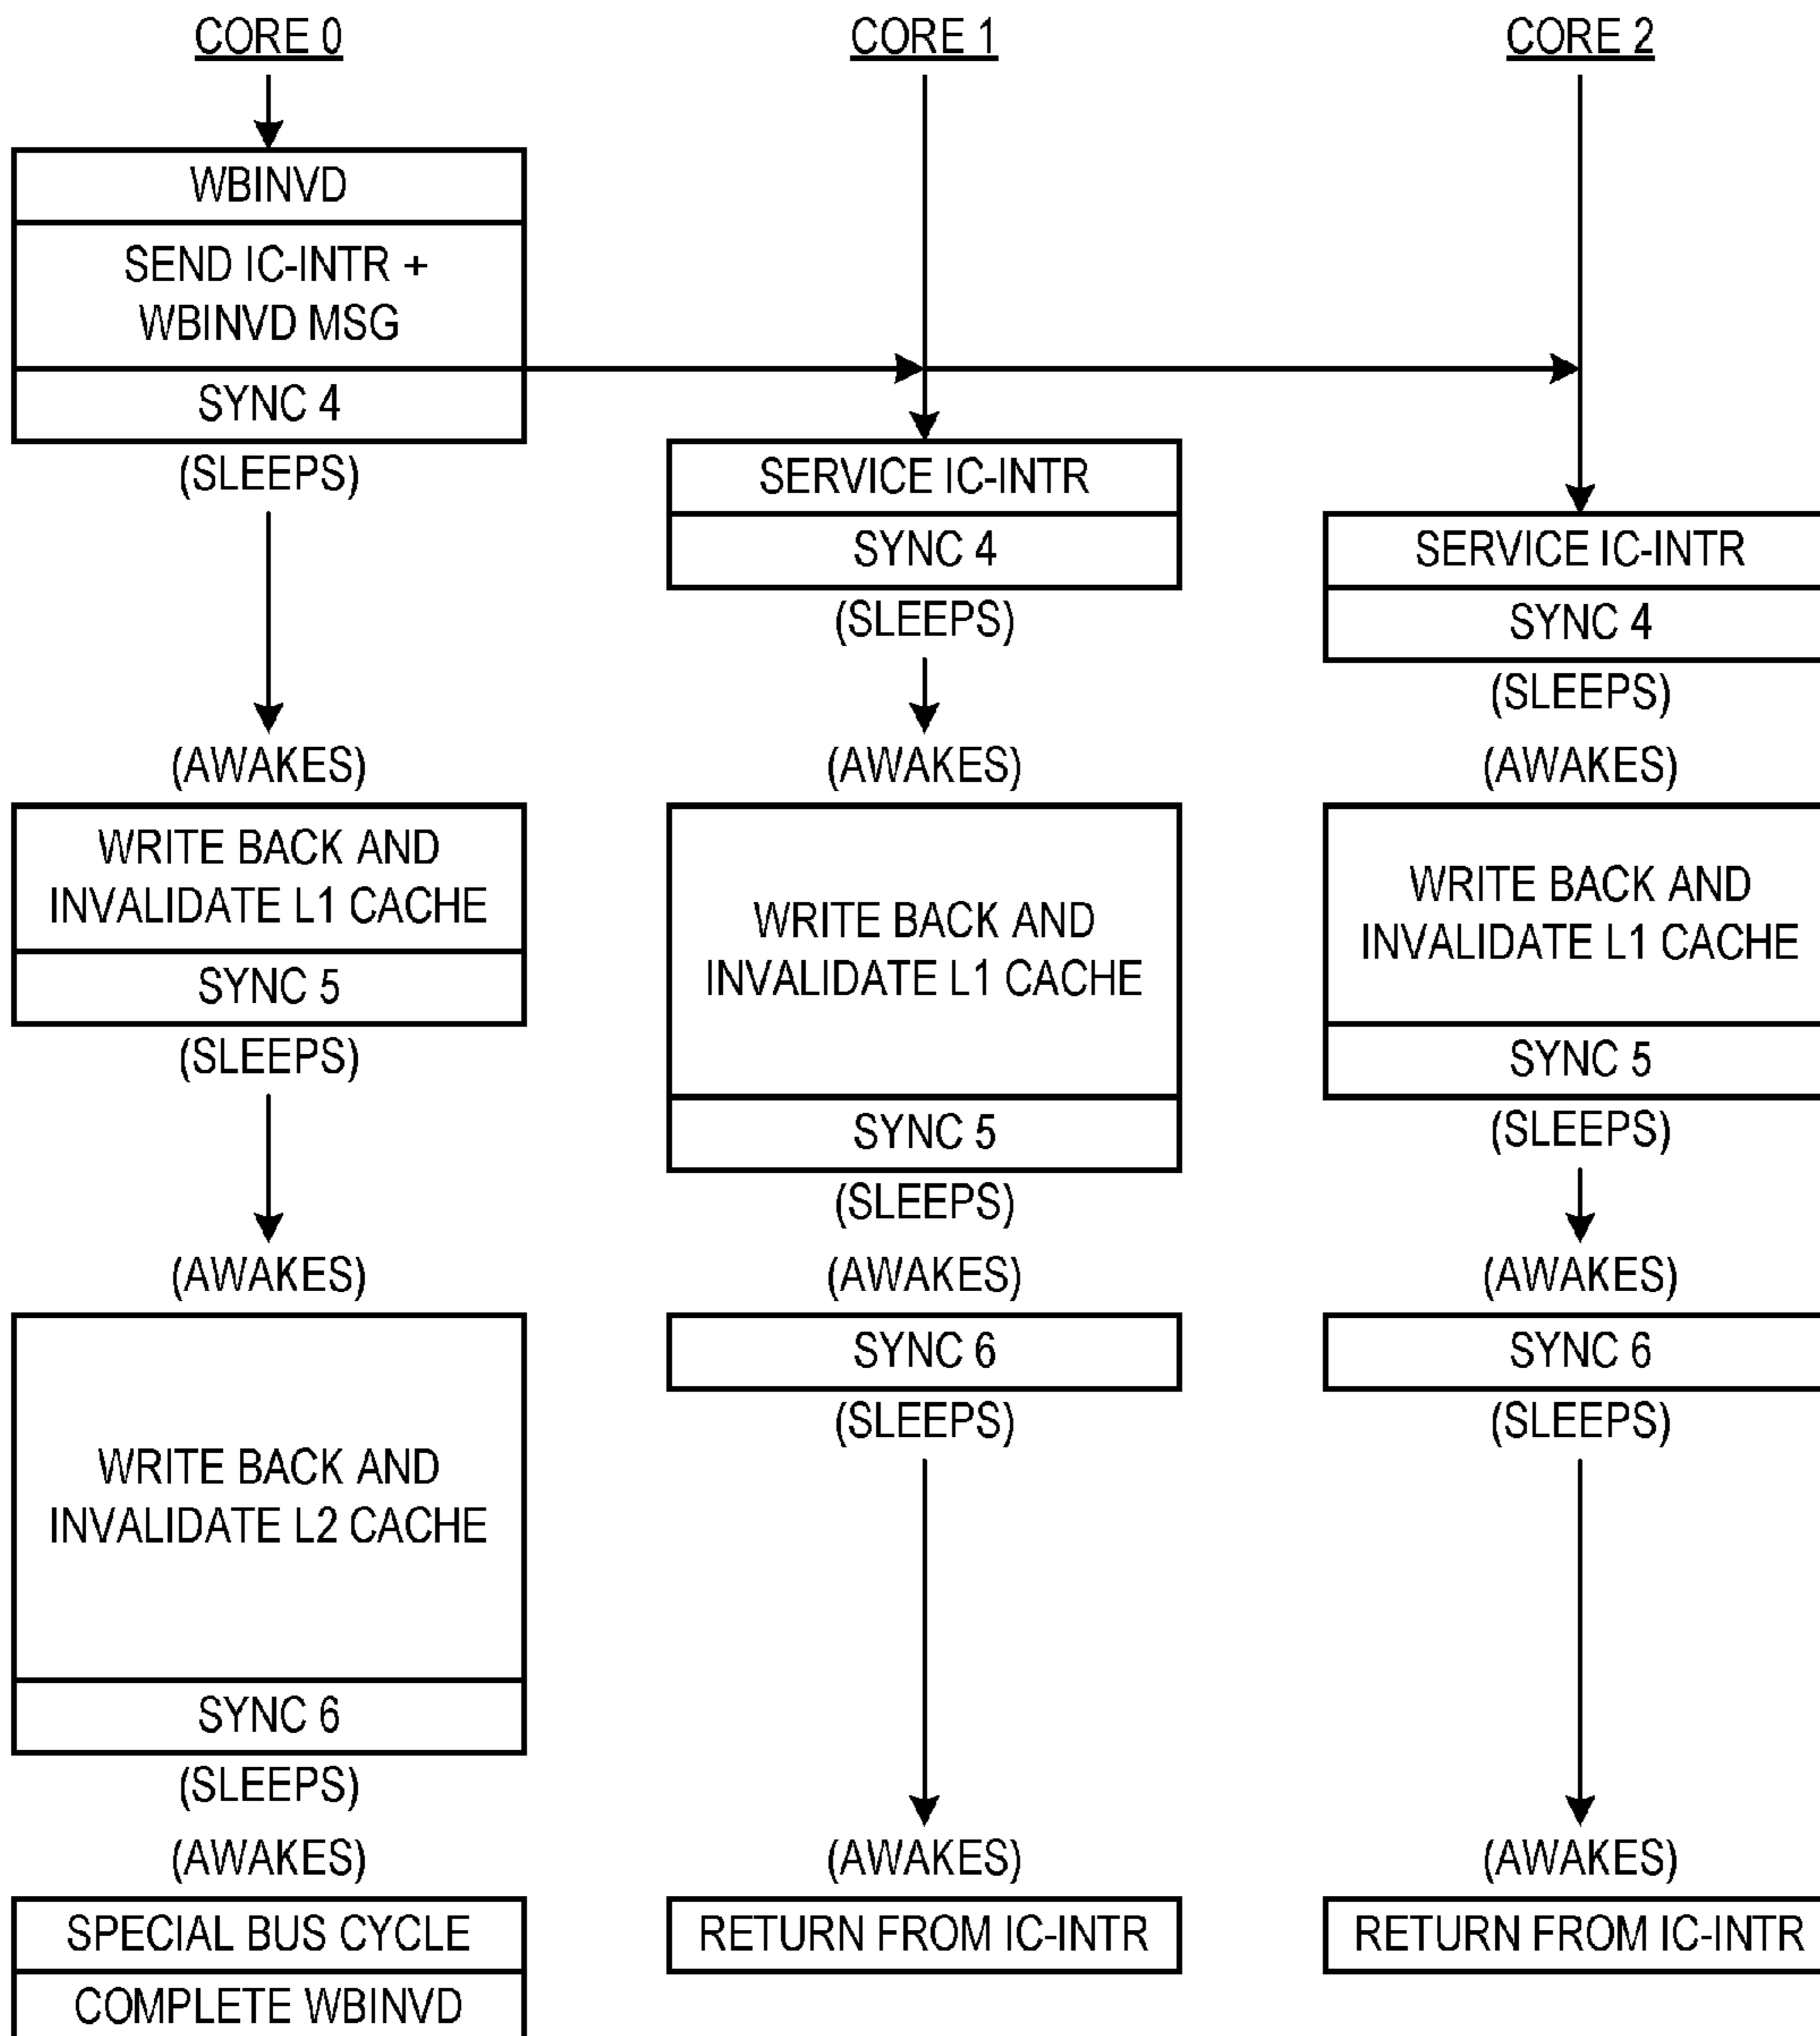 CORE 0
CORE 1
CORE 2
WBINVD
SEND IC-INTR +
WBINVD MSG
SYNC 4
(SLEEPS)
SERVICE IC-INTR
SYNC 4
(SLEEPS)
SERVICE IC-INTR
SYNC 4
(SLEEPS)
(AWAKES)
(AWAKES)
(AWAKES)
WRITE BACK AND
INVALIDATE L1 CACHE
SYNC 5
(SLEEPS)
WRITE BACK AND
INVALIDATE L1 CACHE
SYNC 5
(SLEEPS)
WRITE BACK AND
INVALIDATE L1 CACHE
SYNC 5
(SLEEPS)
(AWAKES)
(AWAKES)
(AWAKES)
WRITE BACK AND
INVALIDATE L2 CACHE
SYNC 6
(SLEEPS)
SYNC 6
(SLEEPS)
SYNC 6
(SLEEPS)
(AWAKES)
(AWAKES)
(AWAKES)
SPECIAL BUS CYCLE
COMPLETE WBINVD
RETURN FROM IC-INTR
RETURN FROM IC-INTR